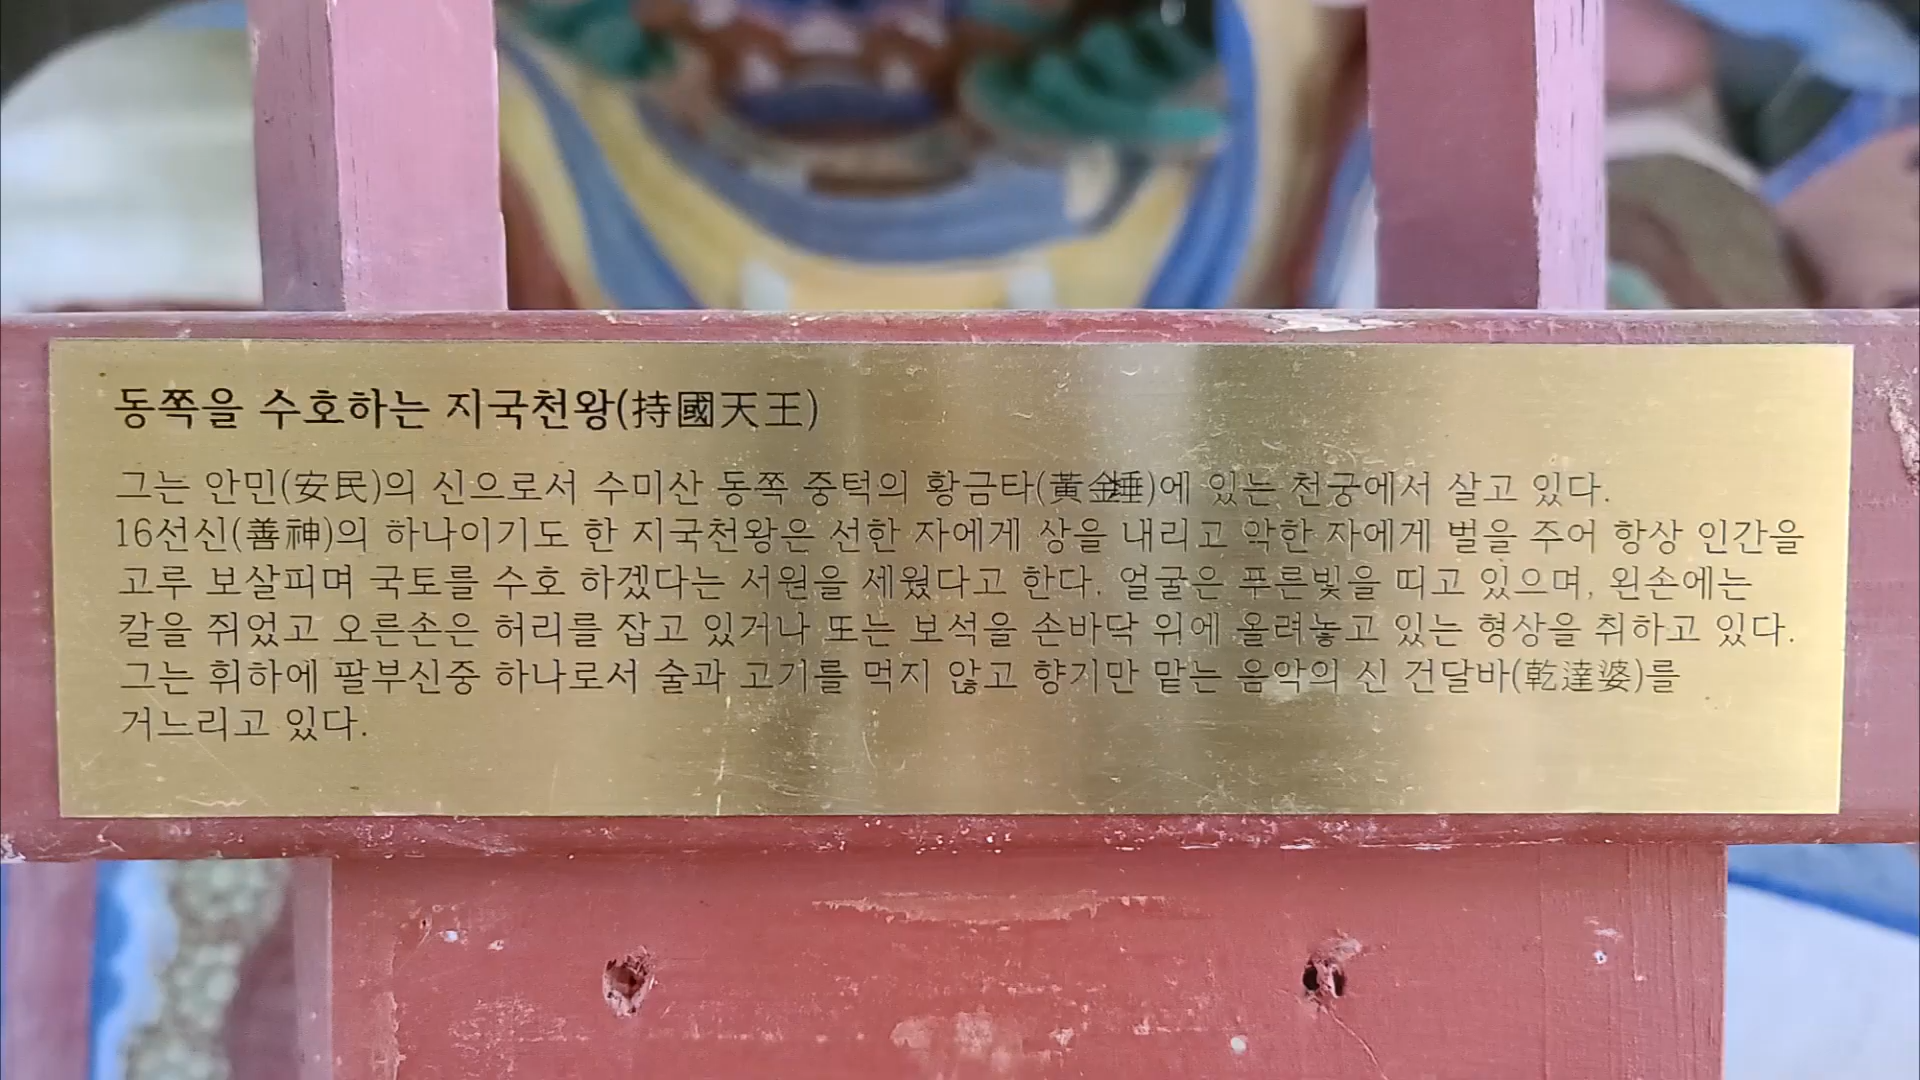 동쪽을 수호하는 지국천왕(持國天王)
그는 안민(安民)의 신으로서 수미산 동쪽 중턱의 황금타(黃金埵)에 있는 천궁에서 살고 있다.
16선신(善神)의 하나이기도 한 지국천왕은 선한 자에게 상을 내리고 악한 자에게 벌을 주어 항상 인간을
고루 보살피며 국토를 수호 하겠다는 서원을 세웠다고 한다. 얼굴은 푸른빛을 띠고 있으며, 왼손에는
칼을 쥐었고 오른손은 허리를 잡고 있거나 또는 보석을 손바닥 위에 올려놓고 있는 형상을 취하고 있다.
그는 휘하에 팔부신중 하나로서 술과 고기를 먹지 않고 향기만 맡는 음악의 신 건달바(乾達婆)를
거느리고 있다.